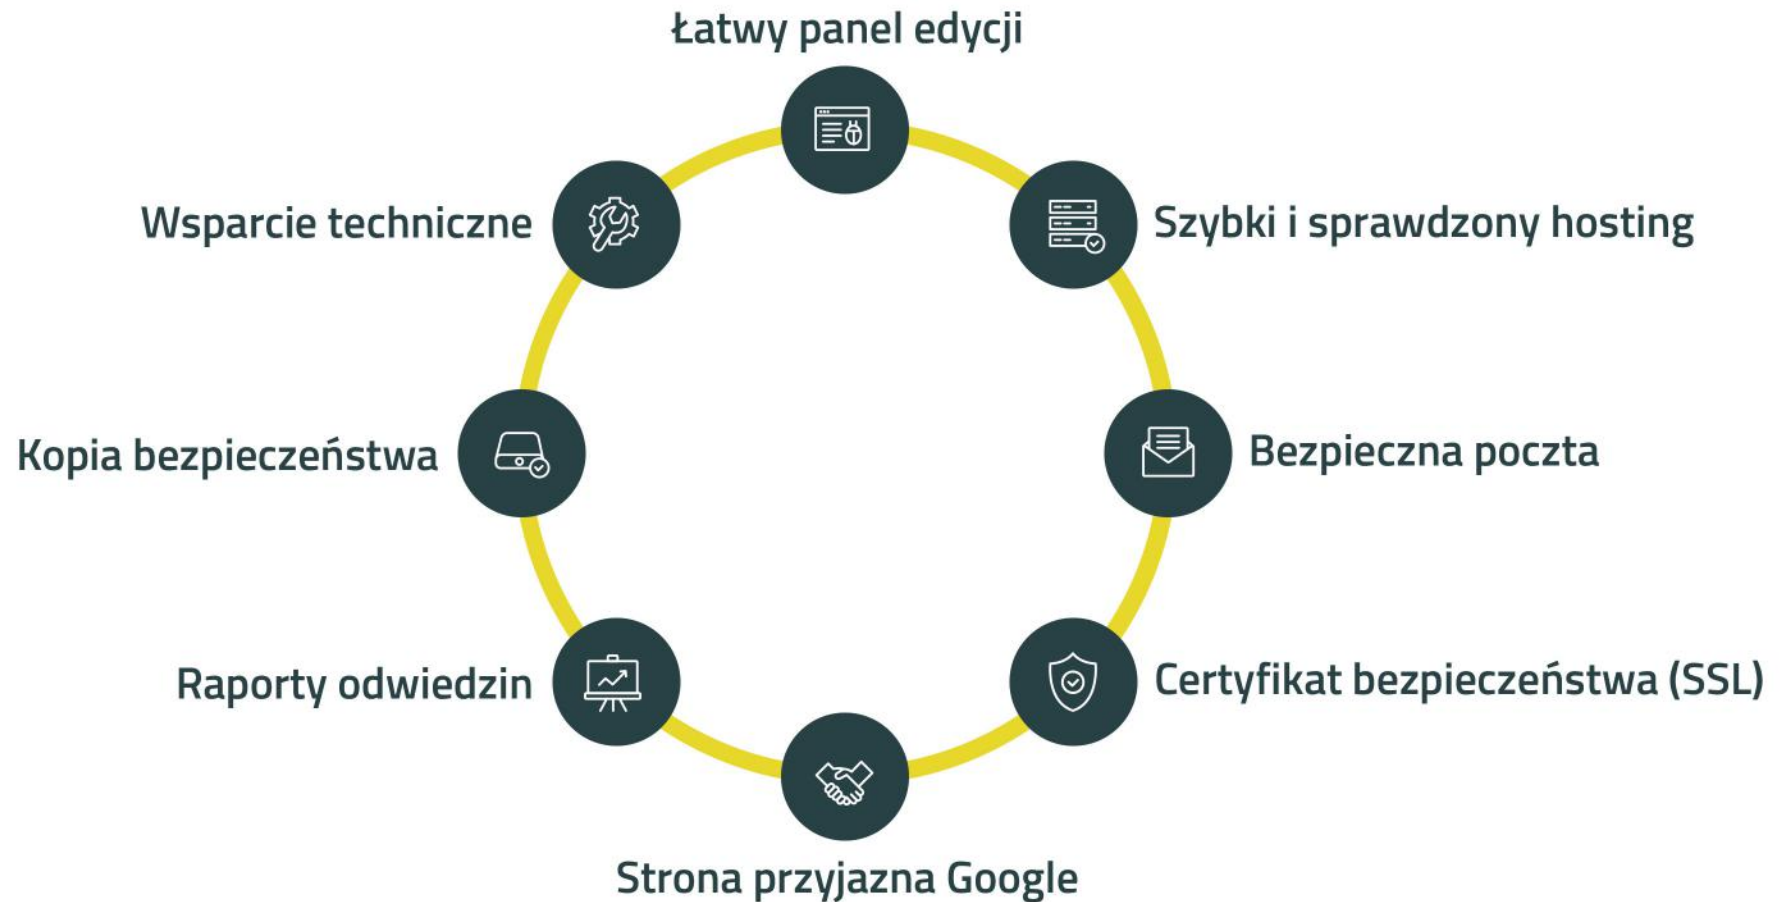 Łatwy panel edycji
Wsparcie techniczne
Szybki i sprawdzony hosting
Kopia bezpieczeństwa
Bezpieczna poczta
Raporty odwiedzin
Certyfikat bezpieczeństwa (SSL)
Strona przyjazna Google